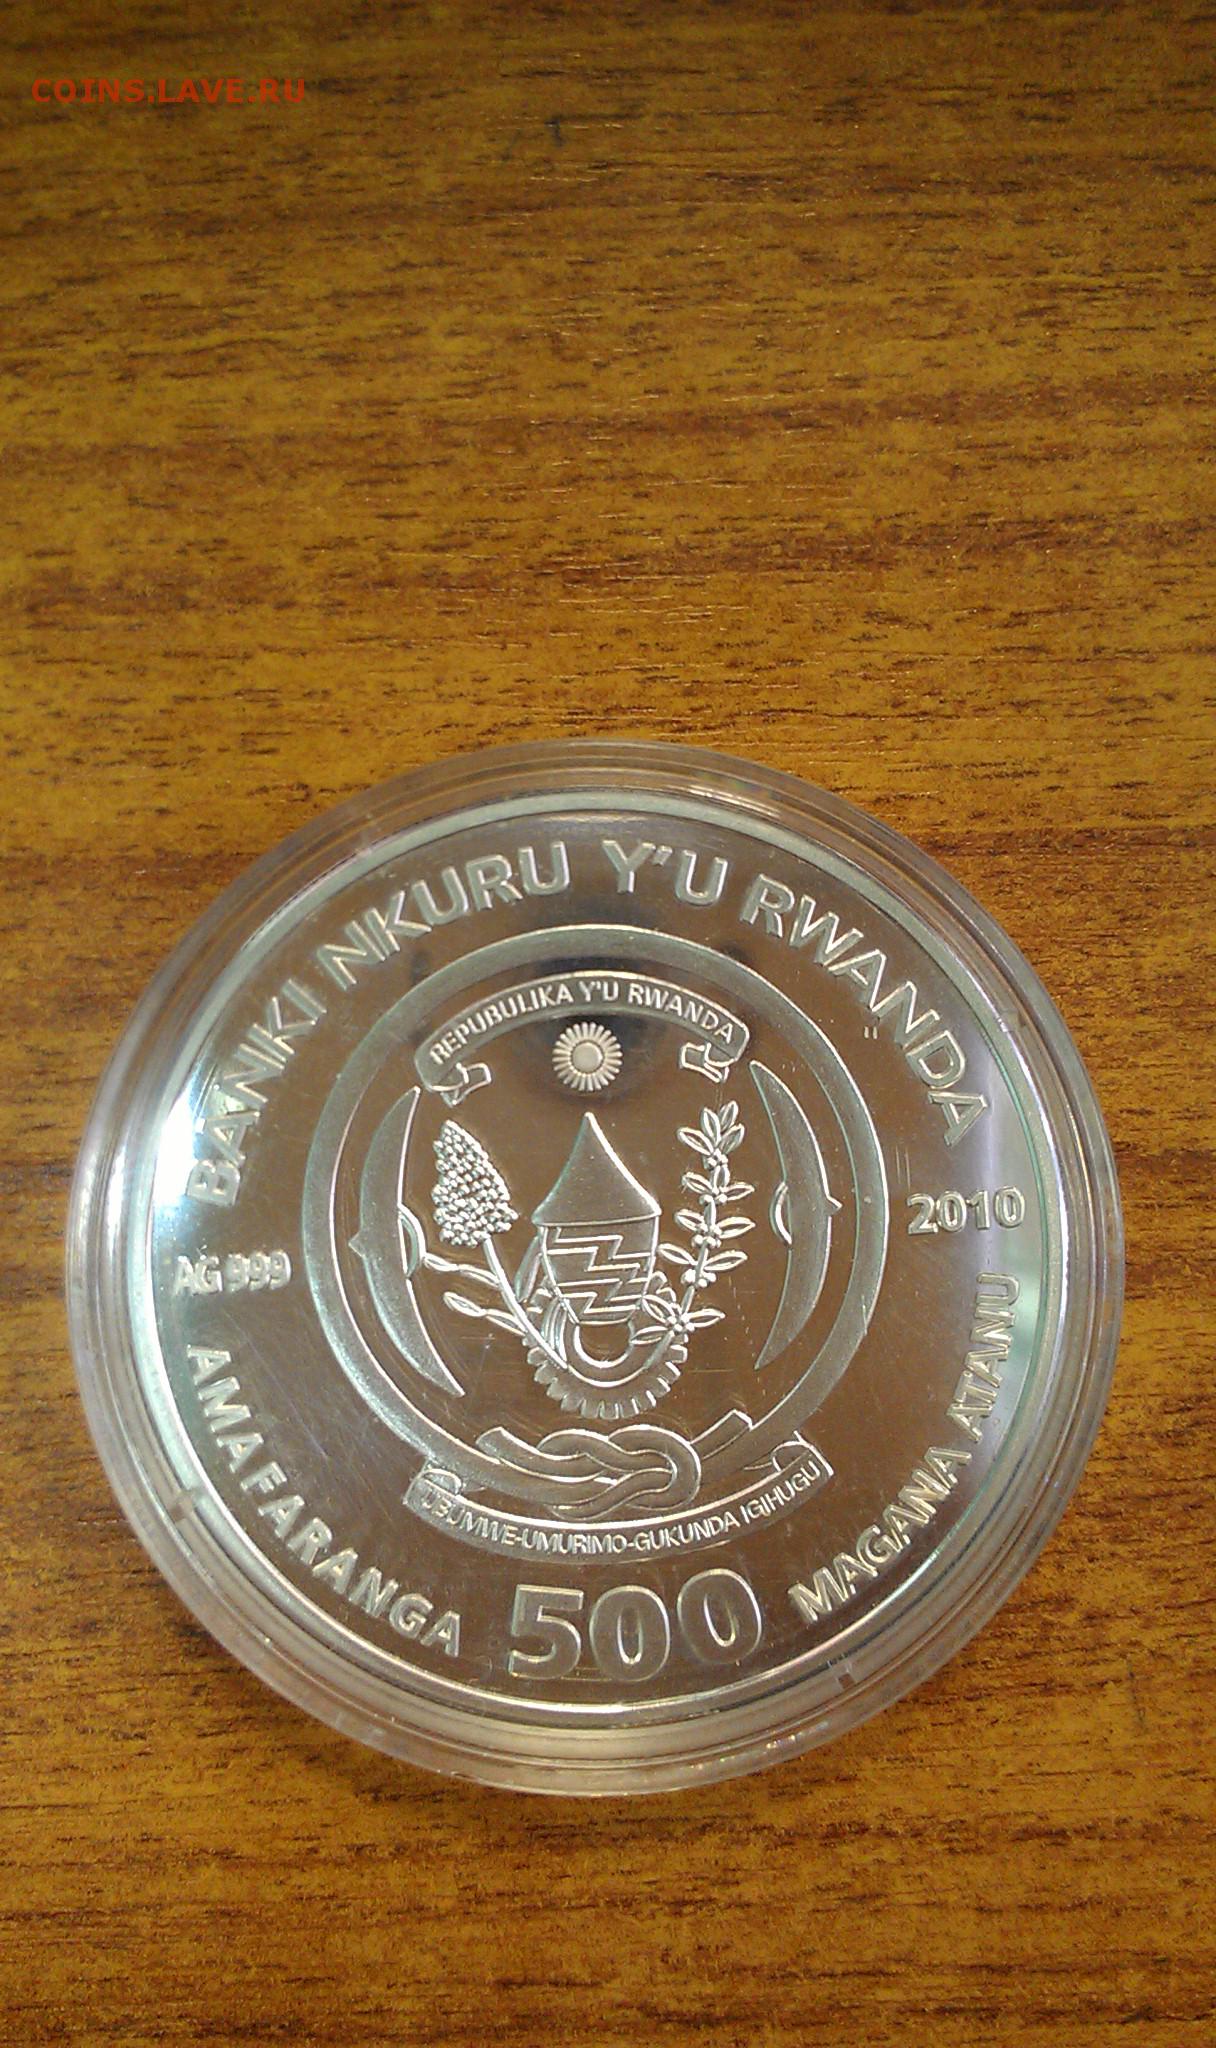 COINS.LAVE.RU
BANKI NKURU Y'U RWANDA
REPUBULIKA Y'U RWANDA
2010
AG 999
UBUMWE-UMURIMO-GUKUNDA IGIHUGU
AMAFARANGA 500 MAGANA ATANU